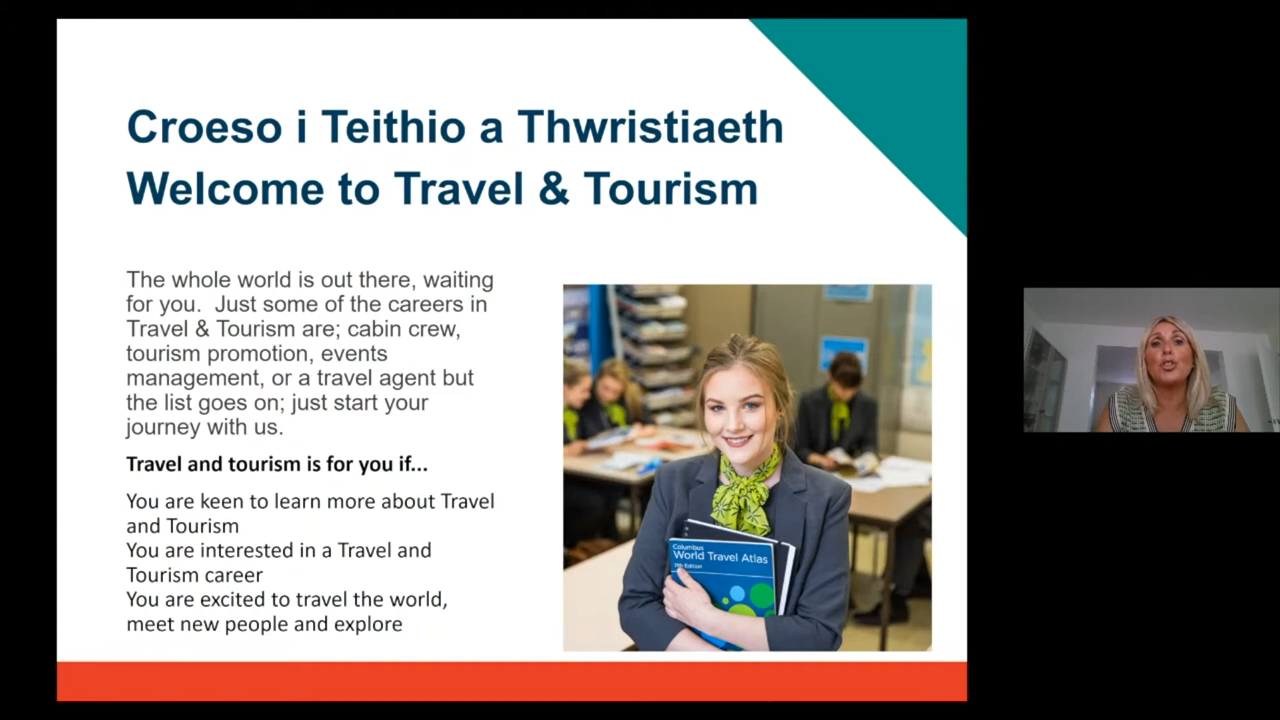 Croeso i Teithio a Thwristiaeth
Welcome to Travel & Tourism
The whole world is out there, waiting
for you.  Just some of the careers in
Travel & Tourism are; cabin crew,
tourism promotion, events
management, or a travel agent but
the list goes on; just start your
journey with us.
Travel and tourism is for you if...
You are keen to learn more about Travel
and Tourism
You are interested in a Travel and
Tourism career
You are excited to travel the world,
meet new people and explore
Columbus
World Travel Atlas
11th Edition